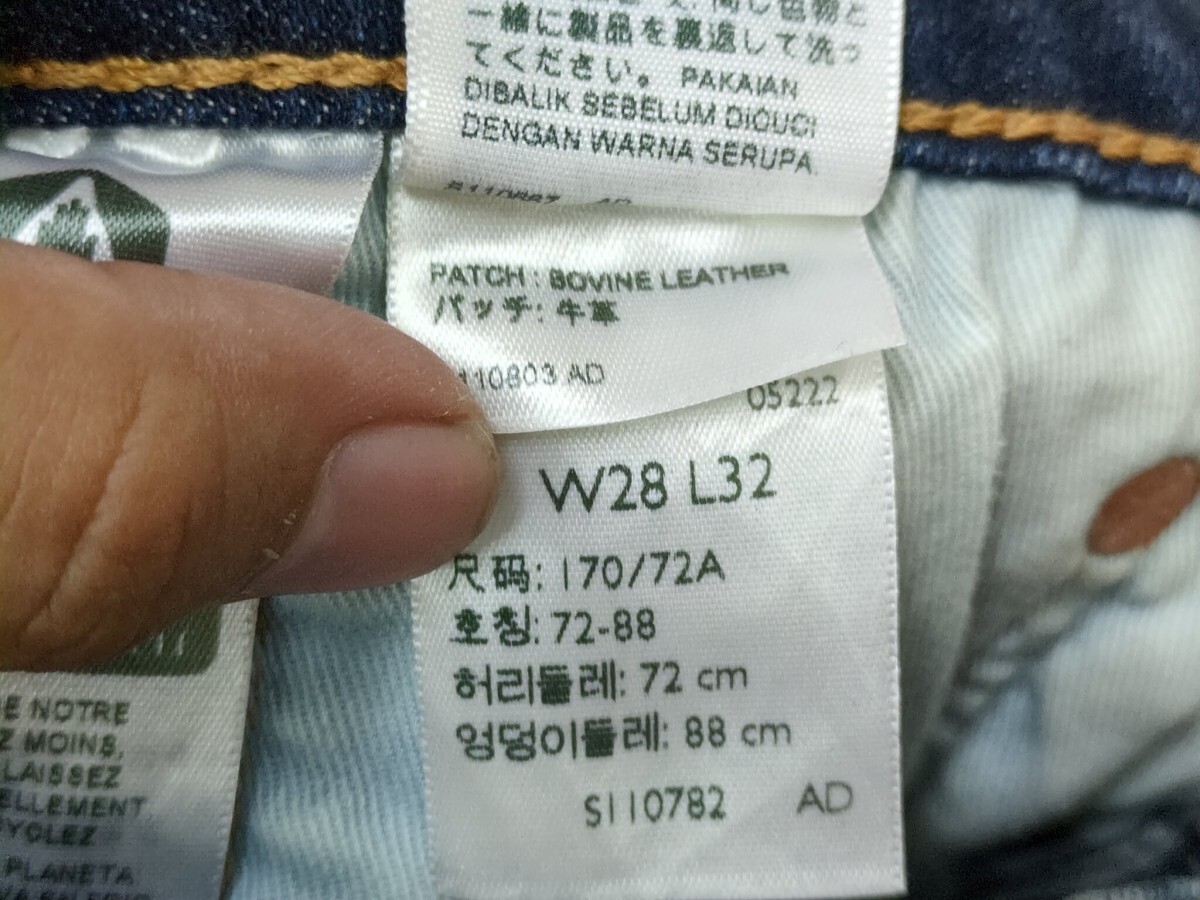 一緒に製品を裏返して洗っ
てください。 PAKAIAN
DIBALIK SEBELUM DICUCI
DENGAN WARNA SERUPA.
AD
PATCH : BOVINE LEATHER
パッチ: 牛革
110803 AD
05222
W28 L32
尺码: 170/72A
호칭: 72-88
허리둘레: 72 cm
엉덩이둘레: 88 cm
S110782 AD
NOTRE
MOINS,
LAISSEZ
PLANETA